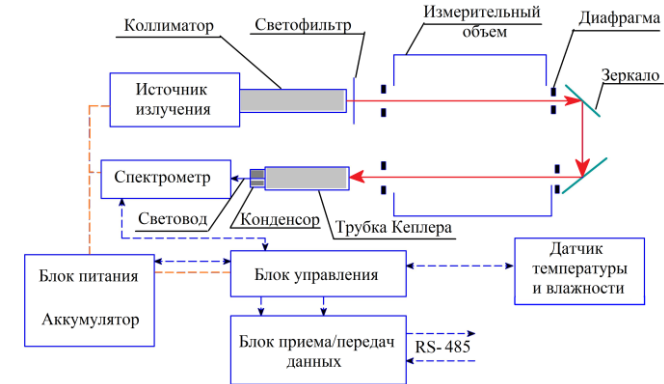 Коллиматор
Светофильтр
Измерительный
объем
Диафрагма
Зеркало
Источник
излучения
Спектрометр
Световод
Конденсор
Трубка Кеплера
Блок питания
Аккумулятор
Блок управления
Датчик
температуры
и влажности
Блок приема/передач
данных
RS-485